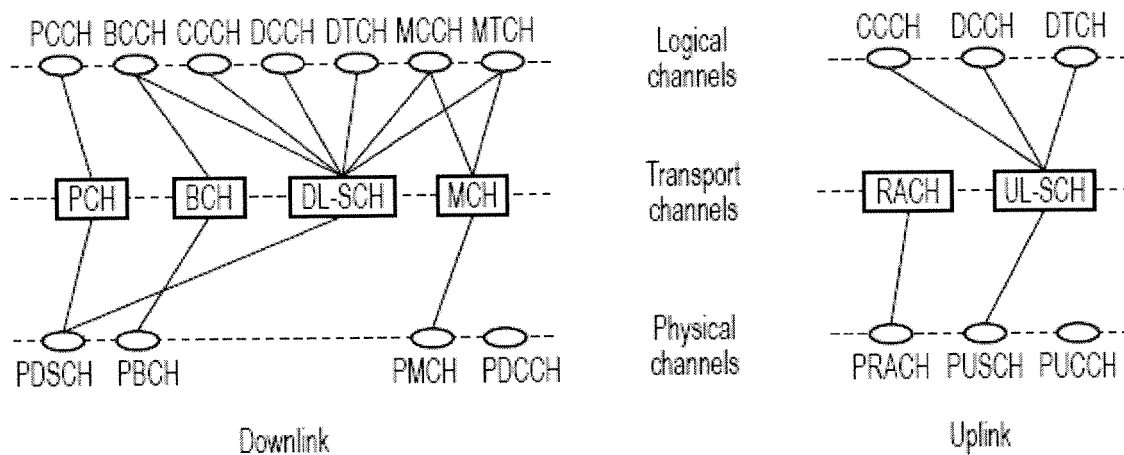 PCCH BCCH CCCH DCCH DTCH MCCH MTCH
Logical
channels
CCCH DCCH DTCH
PCH BCH DL-SCH MCH
Transport
channels
RACH UL-SCH
PDSCH PBCH PMCH PDCCH
Physical
channels
PRACH PUSCH PUCCH
Downlink
Uplink